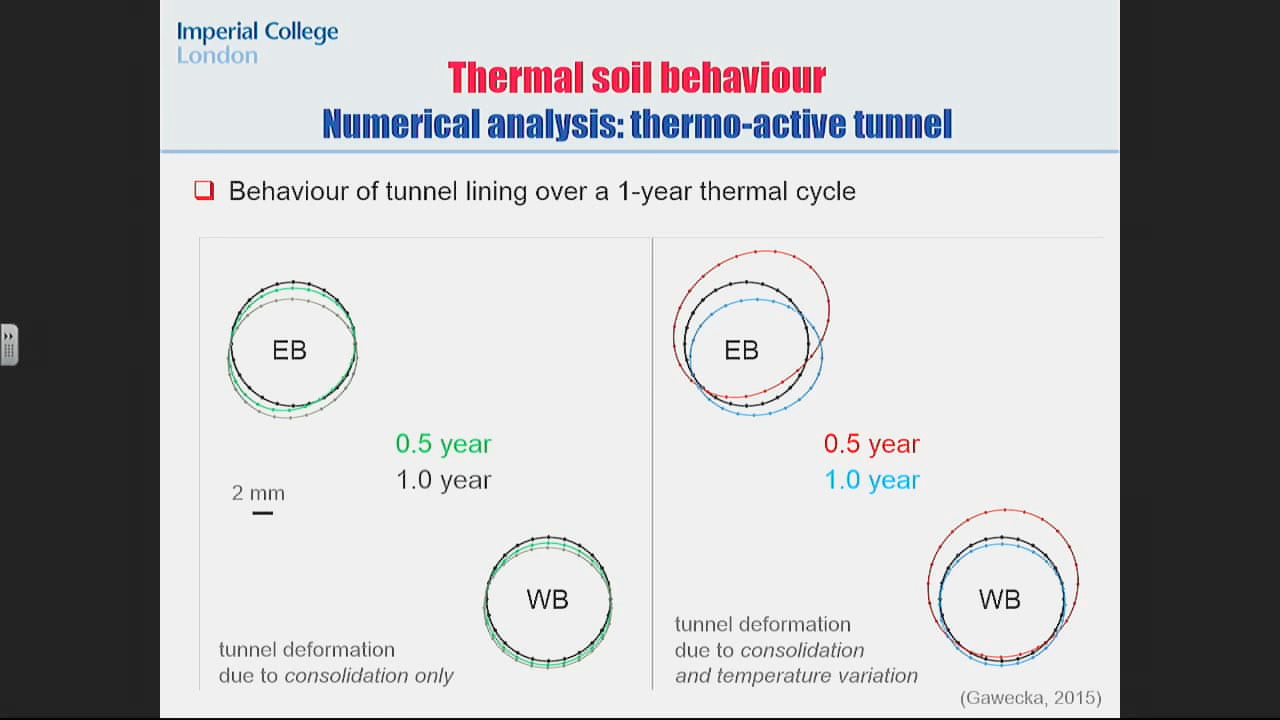 Imperial College
London
Thermal soil behaviour
Numerical analysis: thermo-active tunnel
Behaviour of tunnel lining over a 1-year thermal cycle
EB
0.5 year
1.0 year
2 mm
WB
tunnel deformation
due to consolidation only
EB
0.5 year
1.0 year
WB
tunnel deformation
due to consolidation
and temperature variation
(Gawecka, 2015)